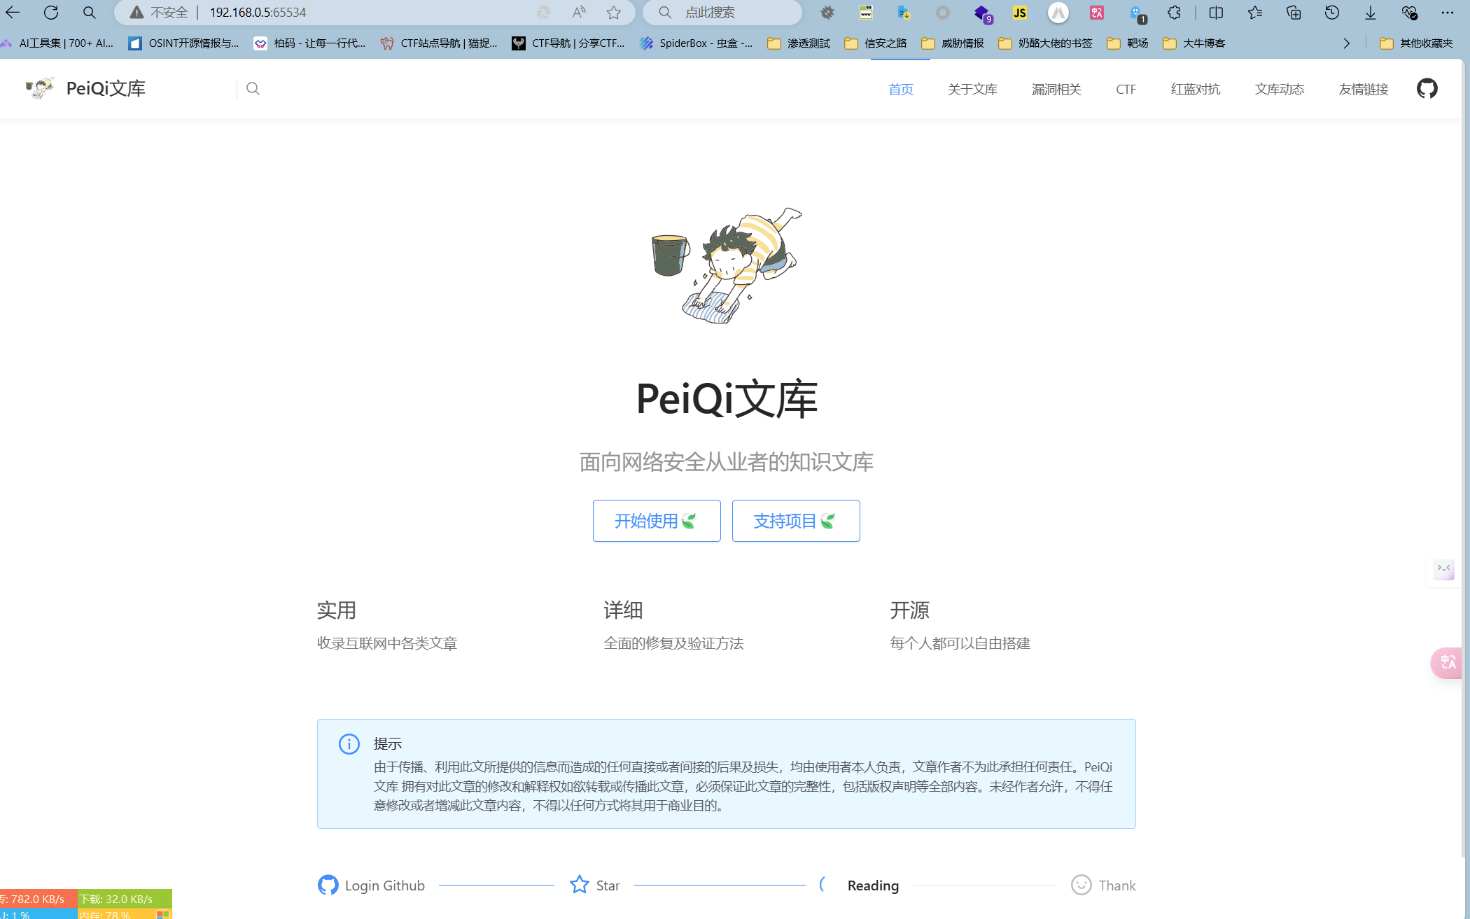 不安全 192.168.0.5:65534 点此搜索
AI工具集 | 700+ AI... OSINT开源情报与... 柏码 - 让每一行代... CTF站点导航 | 猫捉... CTF导航 | 分享CTF... SpiderBox - 虫盒 -... 渗透测试 信安之路 威胁情报 奶酪大佬的书签 靶场 大牛博客 其他收藏夹
PeiQi文库 首页 关于文库 漏洞相关 CTF 红蓝对抗 文库动态 友情链接
PeiQi文库
面向网络安全从业者的知识文库
开始使用 支持项目
实用 详细 开源
收录互联网中各类文章 全面的修复及验证方法 每个人都可以自由搭建
提示
由于传播、利用此文所提供的信息而造成的任何直接或者间接的后果及损失，均由使用者本人负责，文章作者不为此承担任何责任。PeiQi
文库 拥有对此文章的修改和解释权如欲转载或传播此文章，必须保证此文章的完整性，包括版权声明等全部内容。未经作者允许，不得任
意修改或者增减此文章内容，不得以任何方式将其用于商业目的。
Login Github Star Reading Thank
782.0 KB/s 下载: 32.0 KB/s
1 % 内存: 78 %